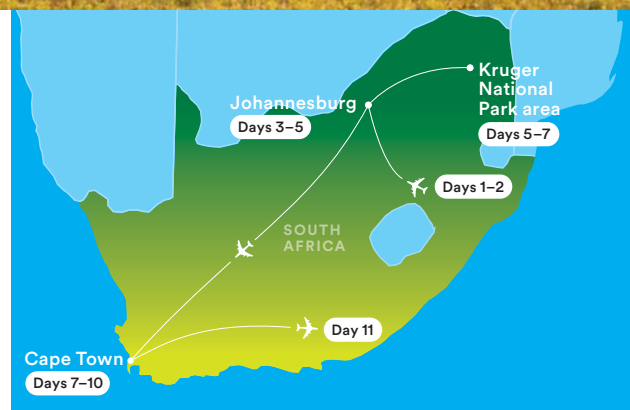 Johannesburg
Days 3–5
Kruger
National
Park area
Days 5–7
Days 1–2
SOUTH
AFRICA
Day 11
Cape Town
Days 7–10